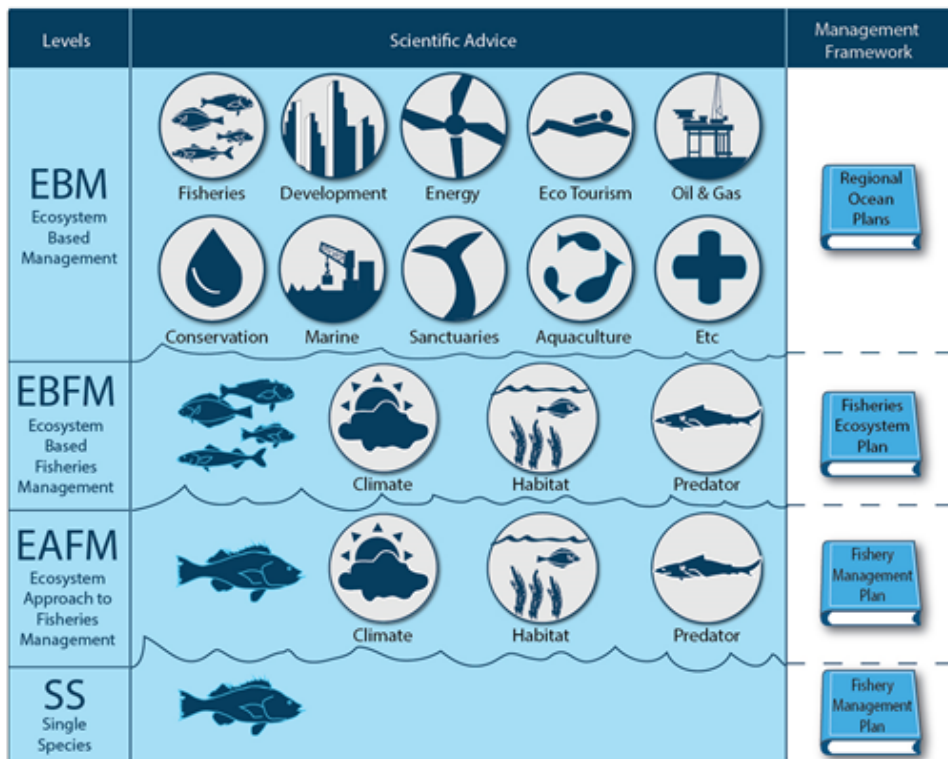 Levels
Scientific Advice
Management
Framework
EBM
Ecosystem
Based
Management
Fisheries
Development
Energy
Eco Tourism
Oil & Gas
Conservation
Marine
Sanctuaries
Aquaculture
Etc
Regional
Ocean
Plans
EBFM
Ecosystem
Based
Fisheries
Management
Climate
Habitat
Predator
Fisheries
Ecosystem
Plan
EAFM
Ecosystem
Approach to
Fisheries
Management
Climate
Habitat
Predator
Fishery
Management
Plan
SS
Single
Species
Fishery
Management
Plan